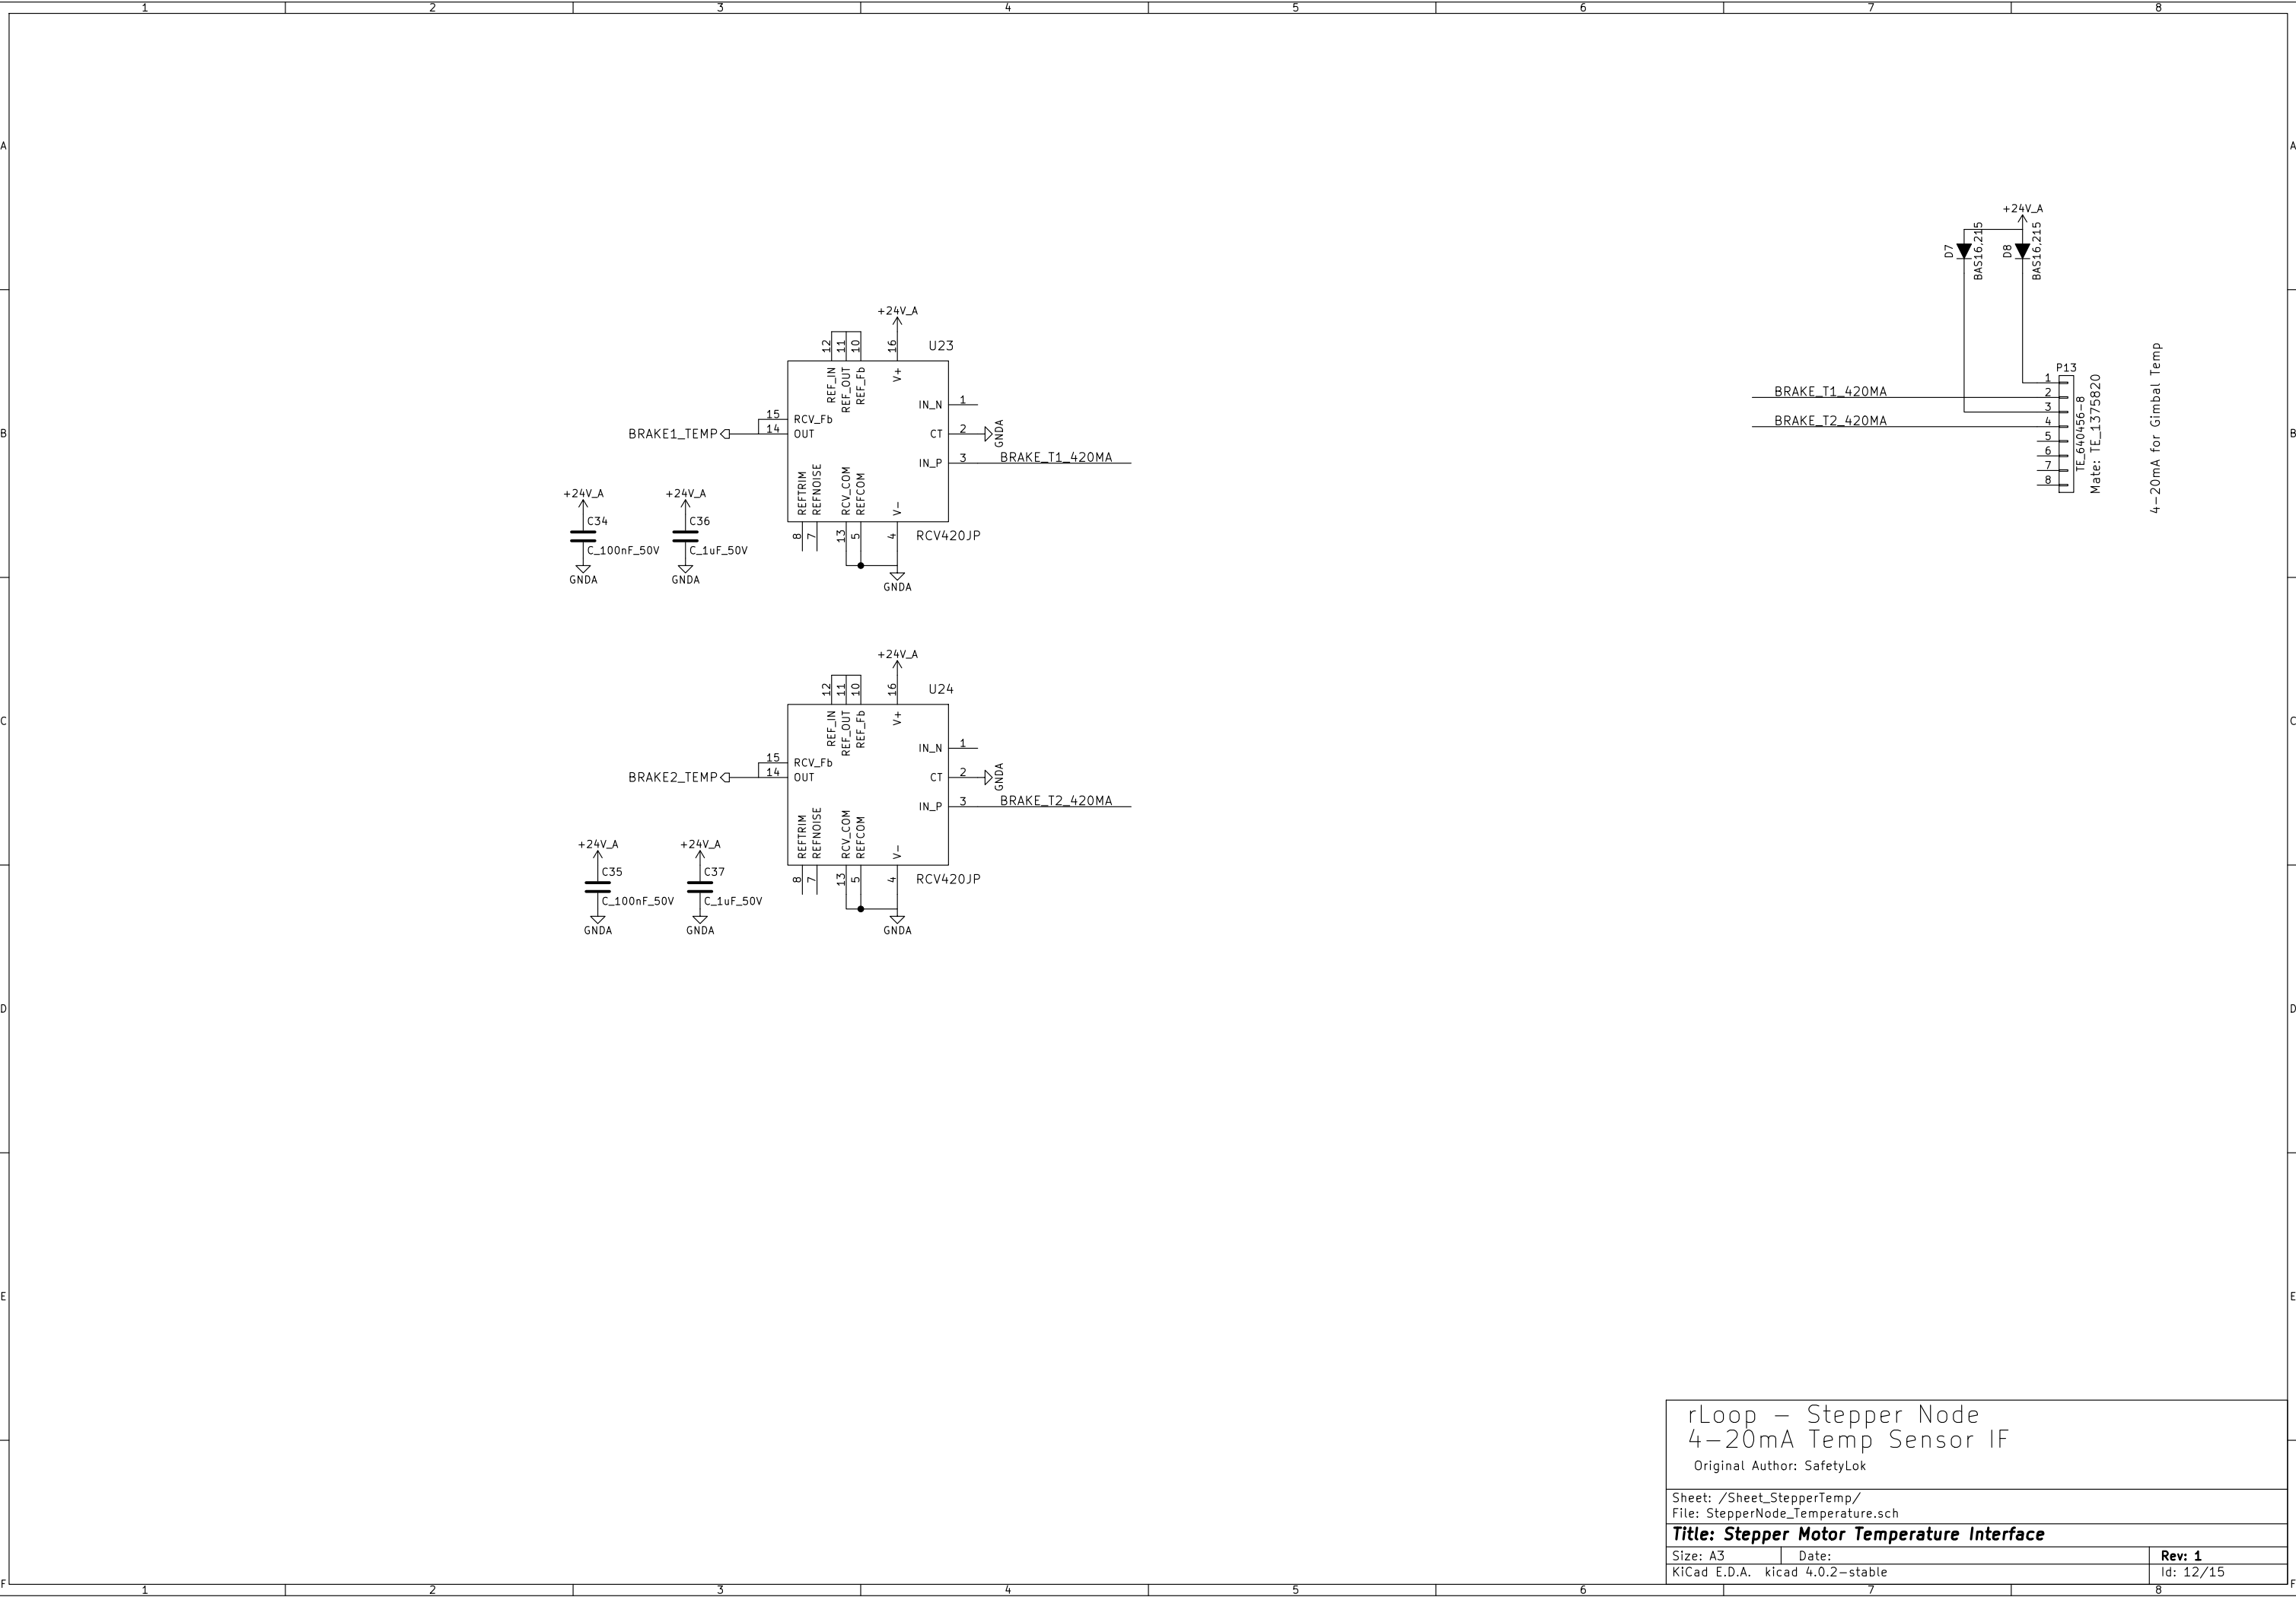 1 2 3 4 5 6 7 8
A A
B B
C C
D D
E E
F F
+24V_A
12
11
10
16
U23
REF_IN
REF_OUT
REF_Fb
V+
IN_N 1
15 RCV_Fb
14 OUT
BRAKE1_TEMP
CT 2
GNDA
IN_P 3 BRAKE_T1_420MA
REFTRIM
REFNOISE
RCV_COM
REFCOM
V-
8
7
13
5
4
RCV420JP
GNDA
+24V_A
C34
C_100nF_50V
GNDA
+24V_A
C36
C_1uF_50V
GNDA
+24V_A
12
11
10
16
U24
REF_IN
REF_OUT
REF_Fb
V+
IN_N 1
15 RCV_Fb
14 OUT
BRAKE2_TEMP
CT 2
GNDA
IN_P 3 BRAKE_T2_420MA
REFTRIM
REFNOISE
RCV_COM
REFCOM
V-
8
7
13
5
4
RCV420JP
GNDA
+24V_A
C35
C_100nF_50V
GNDA
+24V_A
C37
C_1uF_50V
GNDA
+24V_A
D7
BAS16,215
D8
BAS16,215
P13
BRAKE_T1_420MA
BRAKE_T2_420MA
1
2
3
4
5
6
7
8
TE_640456-8
Mate: TE_1375820
4-20mA for Gimbal Temp
rLoop - Stepper Node
4-20mA Temp Sensor IF
Original Author: SafetyLok
Sheet: /Sheet_StepperTemp/
File: StepperNode_Temperature.sch
Title: Stepper Motor Temperature Interface
Size: A3 Date: Rev: 1
KiCad E.D.A. kicad 4.0.2-stable Id: 12/15
1 2 3 4 5 6 7 8